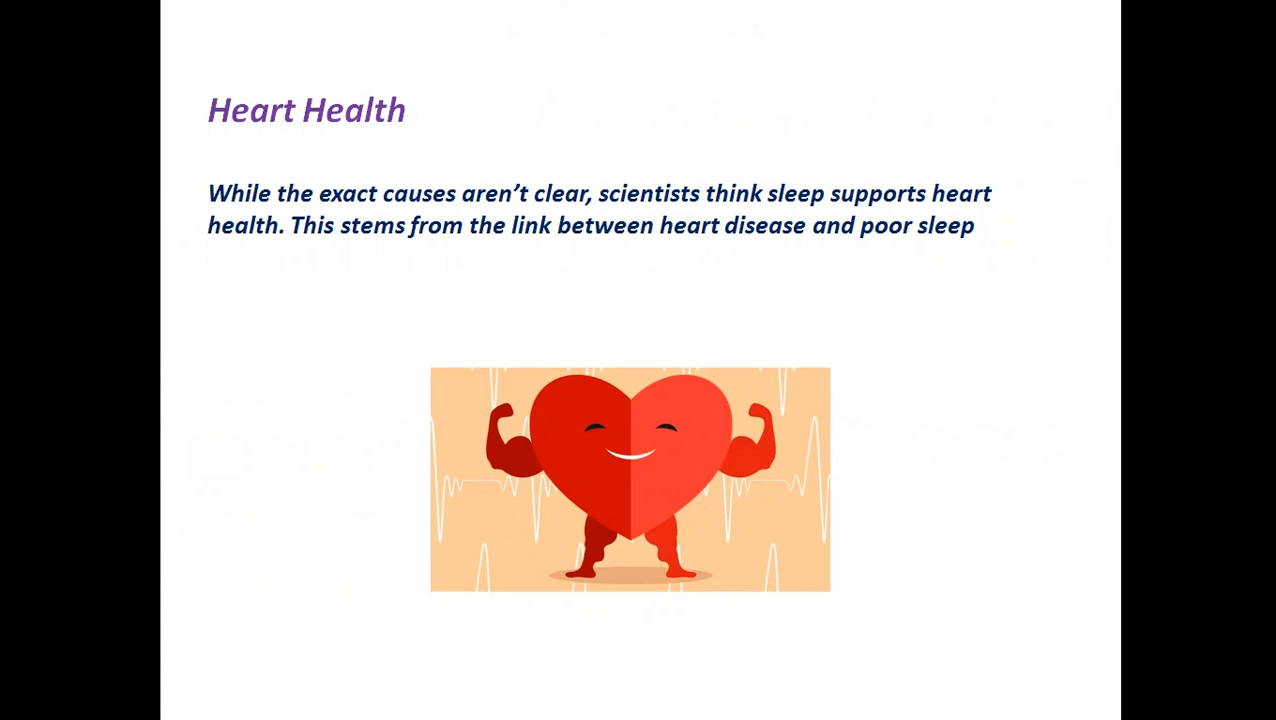 Heart Health
While the exact causes aren’t clear, scientists think sleep supports heart
health. This stems from the link between heart disease and poor sleep